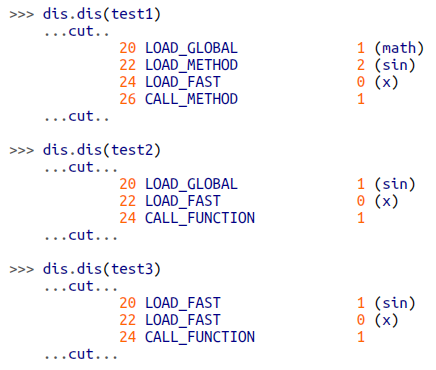 >>> dis.dis(test1)
    ...cut..
             20 LOAD_GLOBAL              1 (math)
             22 LOAD_METHOD              2 (sin)
             24 LOAD_FAST                0 (x)
             26 CALL_METHOD              1
    ...cut..

>>> dis.dis(test2)
    ...cut...
             20 LOAD_GLOBAL              1 (sin)
             22 LOAD_FAST                0 (x)
             24 CALL_FUNCTION            1
    ...cut...

>>> dis.dis(test3)
    ...cut...
             20 LOAD_FAST                1 (sin)
             22 LOAD_FAST                0 (x)
             24 CALL_FUNCTION            1
    ...cut...